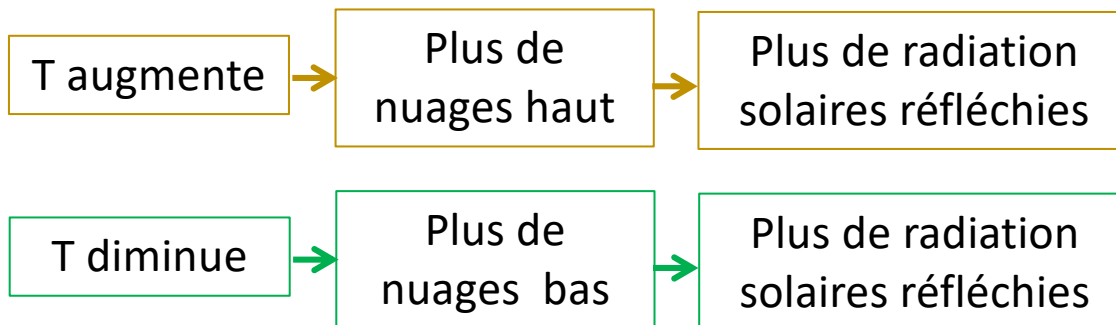 T augmente
Plus de
nuages haut
Plus de radiation
solaires réfléchies
T diminue
Plus de
nuages bas
Plus de radiation
solaires réfléchies